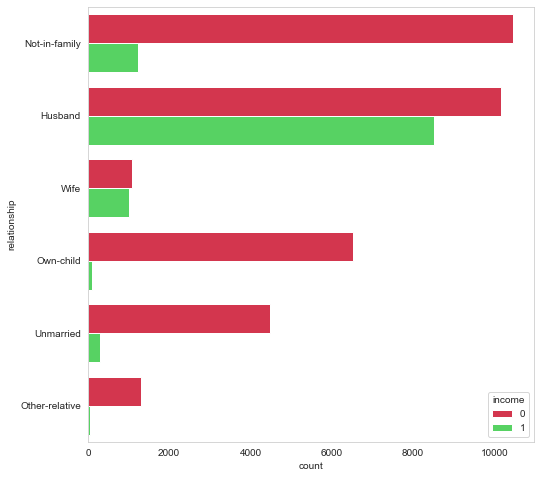 Not-in-family
Husband
Wife
Own-child
Unmarried
Other-relative
relationship
0 2000 4000 6000 8000 10000
count
income
0
1